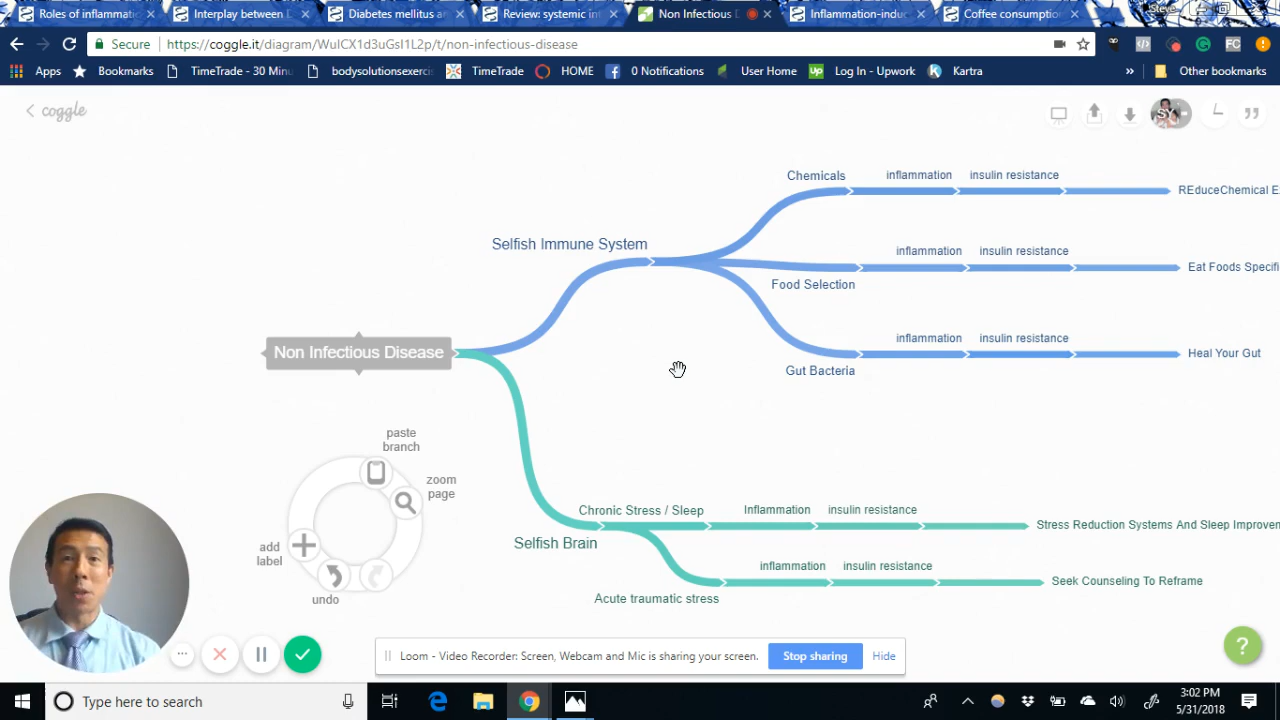 Roles of inflamma
Interplay between D
Diabetes mellitus a
Review: systemic in
Non Infectious D
Inflammation-induc
Coffee consumptio
Steve
Secure
https://coggle.it/diagram/WuICX1d3uGsI1L2p/t/non-infectious-disease
Apps
Bookmarks
TimeTrade - 30 Minu
bodysolutionsexerci
TimeTrade
HOME
0 Notifications
User Home
Up
Log In - Upwork
Kartra
»
Other bookmarks
coggle
SY
Chemicals
inflammation
insulin resistance
REduceChemical E
Selfish Immune System
inflammation
insulin resistance
Eat Foods Specifi
Food Selection
inflammation
insulin resistance
Heal Your Gut
Gut Bacteria
Non Infectious Disease
paste
branch
zoom
page
add
label
undo
Chronic Stress / Sleep
Inflammation
insulin resistance
Stress Reduction Systems And Sleep Improven
Selfish Brain
inflammation
insulin resistance
Seek Counseling To Reframe
Acute traumatic stress
Loom - Video Recorder: Screen, Webcam and Mic is sharing your screen.
Stop sharing
Hide
?
Type here to search
3:02 PM
5/31/2018